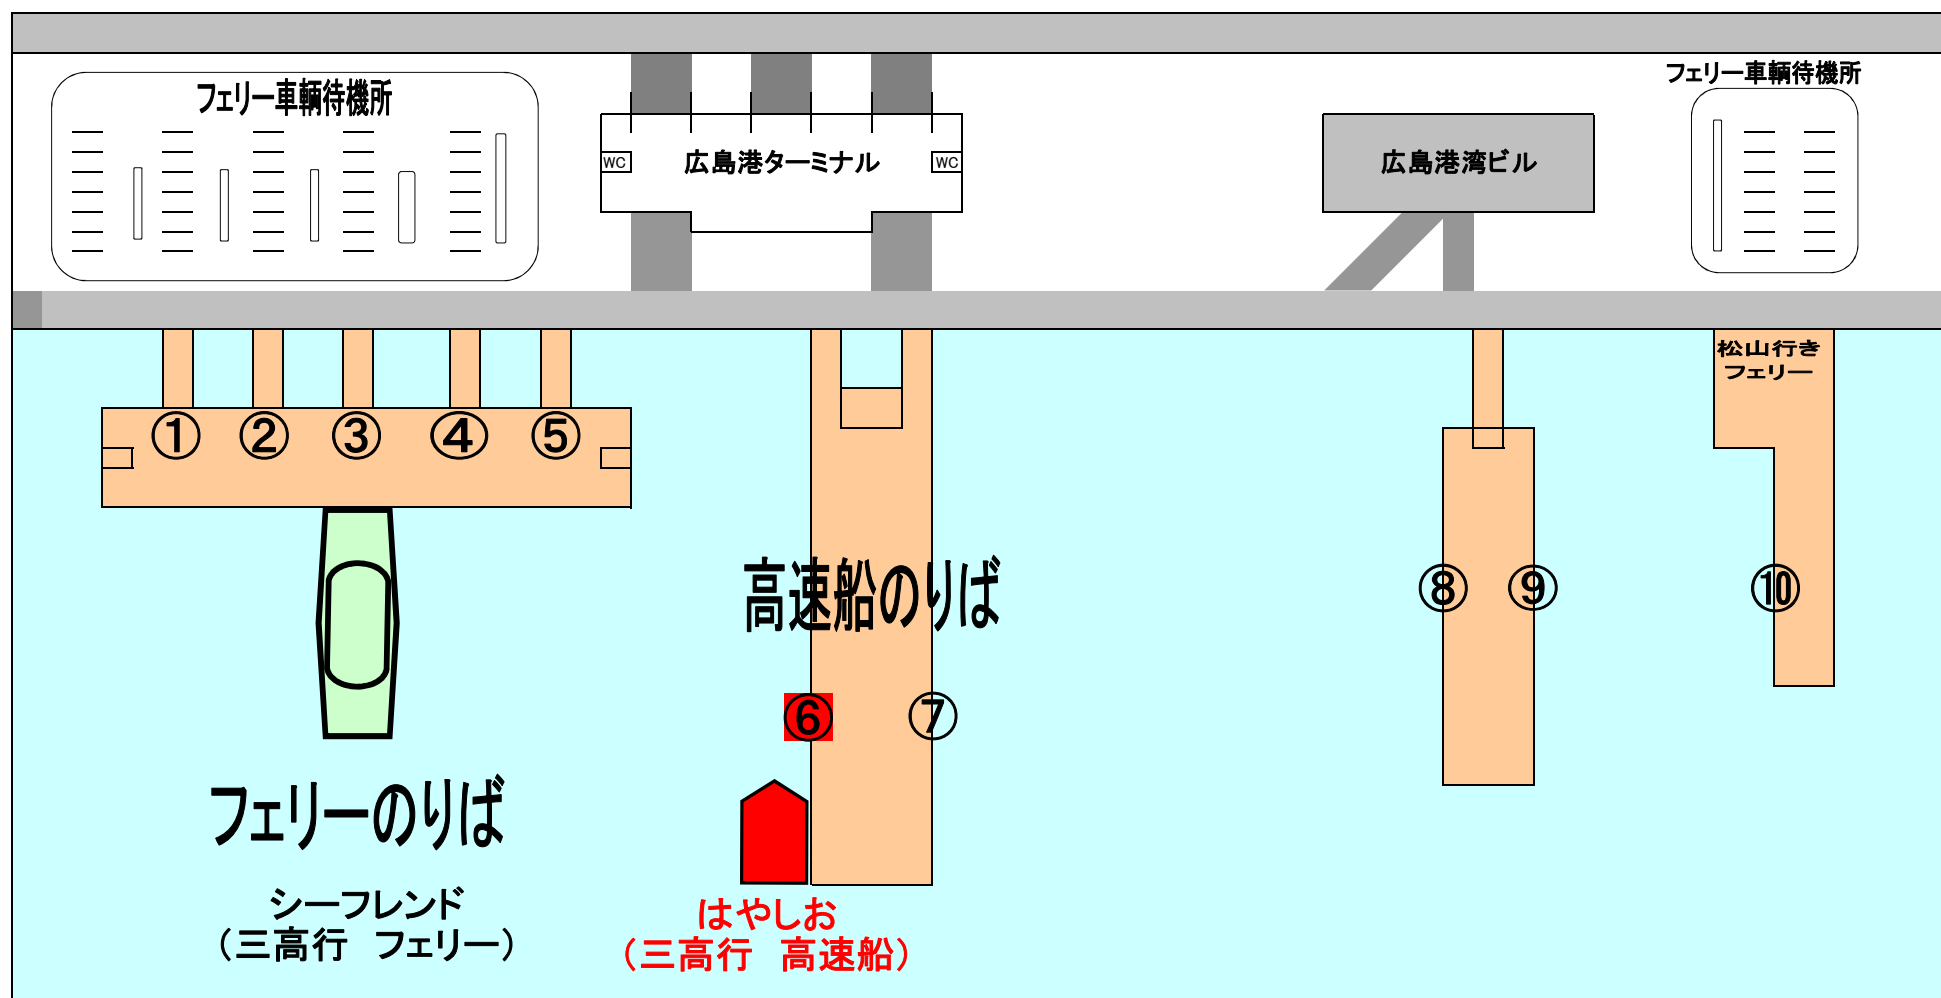 フェリー車輌待機所
フェリー車輌待機所
WC
広島港ターミナル
WC
広島港湾ビル
松山行き
フェリー
①
②
③
④
⑤
高速船のりば
⑧
⑨
⑩
⑥
⑦
フェリーのりば
シーフレンド
（三高行　フェリー）
はやしお
（三高行　高速船）